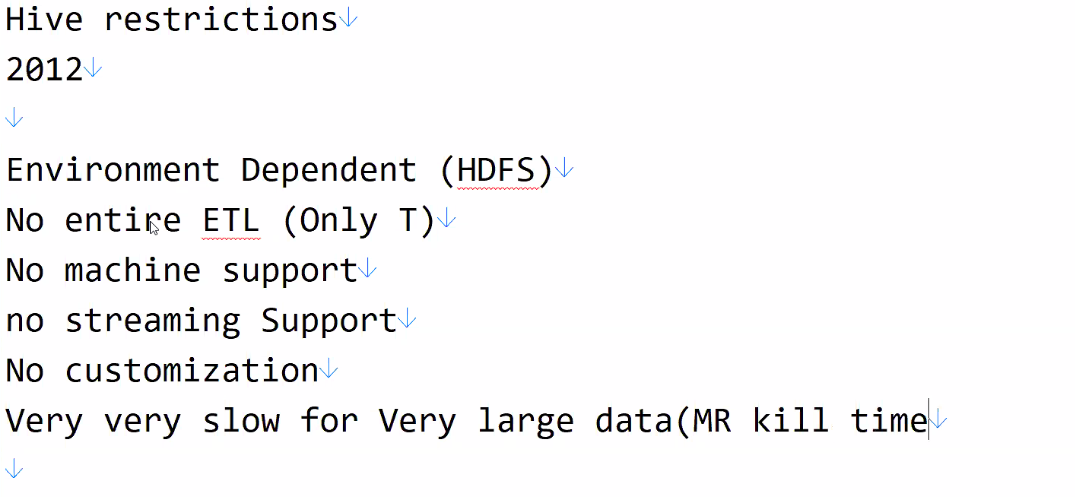 Hive restrictions
2012
Environment Dependent (HDFS)
No entire ETL (Only T)
No machine support
no streaming Support
No customization
Very very slow for Very large data(MR kill time